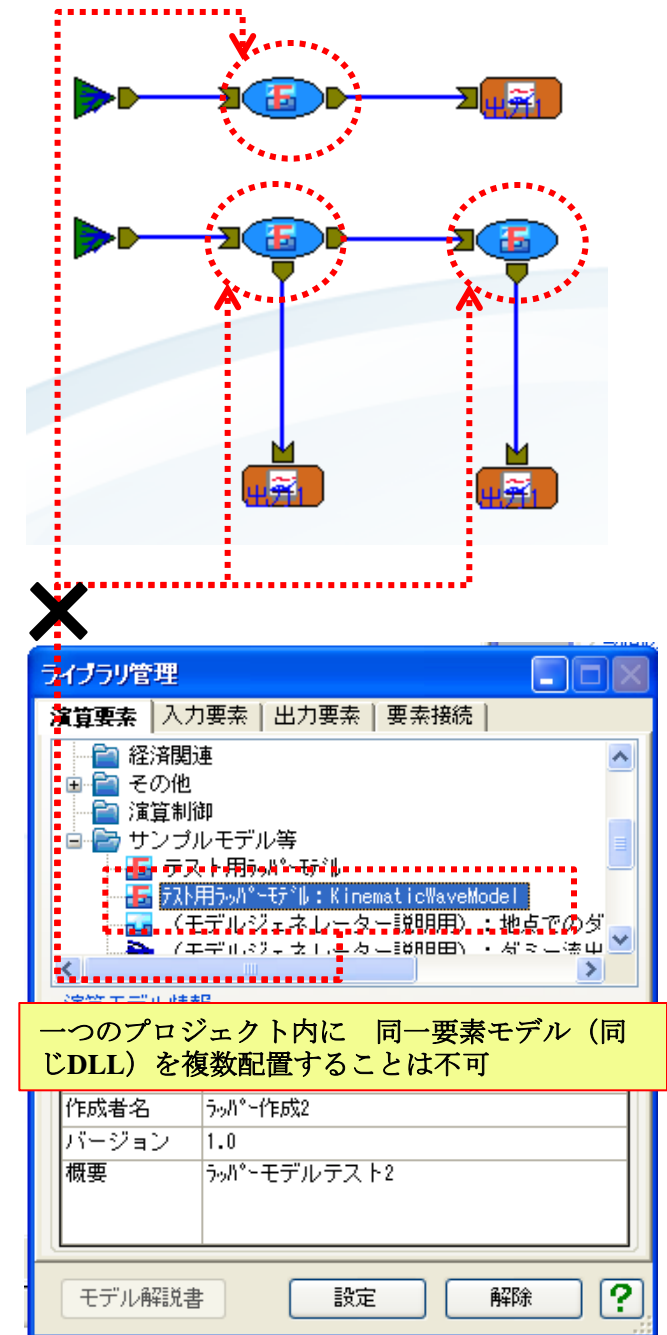 出力1
出力1
出力1
ライブラリ管理
演算要素 入力要素 出力要素 要素接続
経済関連
その他
演算制御
サンプルモデル等
テスト用ﾗｯﾊﾟｰﾓﾃﾞﾙ
ﾃｽﾄ用ﾗｯﾊﾟｰﾓﾃﾞﾙ：KinematicWaveModel
（モデルジェネレーター説明用）：地点でのダ
（モデルジェネレーター説明用）：ダミー流出
演算モデル情報
一つのプロジェクト内に　同一要素モデル（同
じDLL）を複数配置することは不可
作成者名 ﾗｯﾊﾟｰ作成2
バージョン 1.0
概要 ﾗｯﾊﾟｰモデルテスト2
モデル解説書 設定 解除 ?